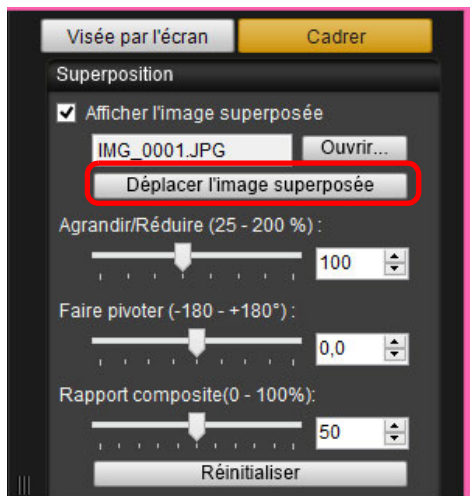 Visée par l'écran Cadrer
Superposition
Afficher l'image superposée
IMG_0001.JPG Ouvrir...
Déplacer l'image superposée
Agrandir/Réduire (25 - 200 %) :
100
Faire pivoter (-180 - +180°) :
0,0
Rapport composite(0 - 100%):
50
Réinitialiser